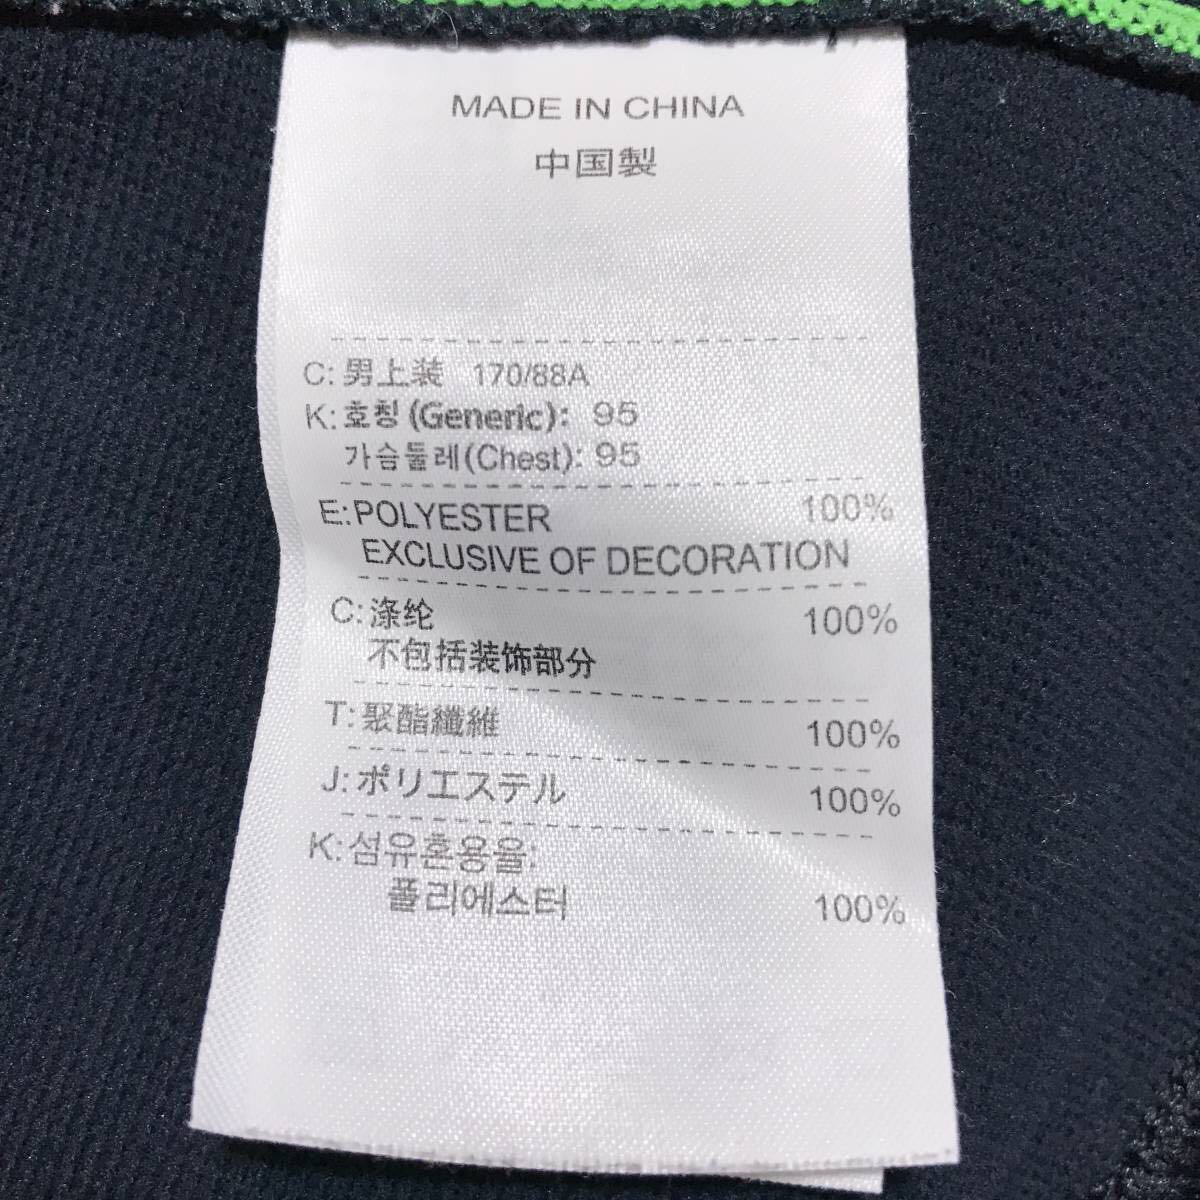 MADE IN CHINA
中国製
C: 男上装 170/88A
K: 호칭 (Generic): 95
가슴둘레(Chest): 95
E: POLYESTER 100%
EXCLUSIVE OF DECORATION
C: 涤纶 100%
不包括装饰部分
T: 聚酯纖維 100%
J: ポリエステル 100%
K: 섬유혼용율:
폴리에스터 100%